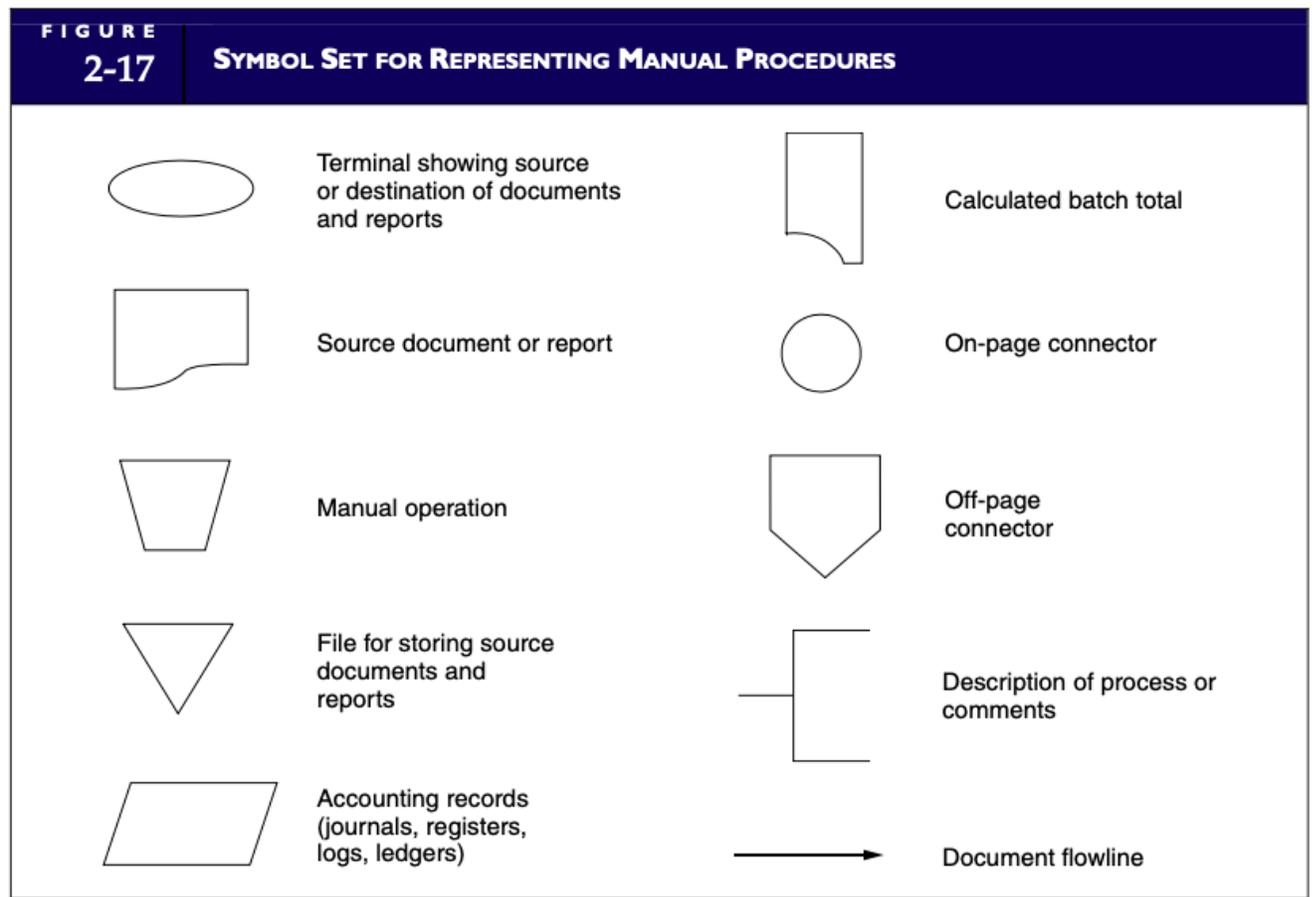 FIGURE
2-17
SYMBOL SET FOR REPRESENTING MANUAL PROCEDURES
Terminal showing source
or destination of documents
and reports
Source document or report
Manual operation
File for storing source
documents and
reports
Accounting records
(journals, registers,
logs, ledgers)
Calculated batch total
On-page connector
Off-page
connector
Description of process or
comments
Document flowline